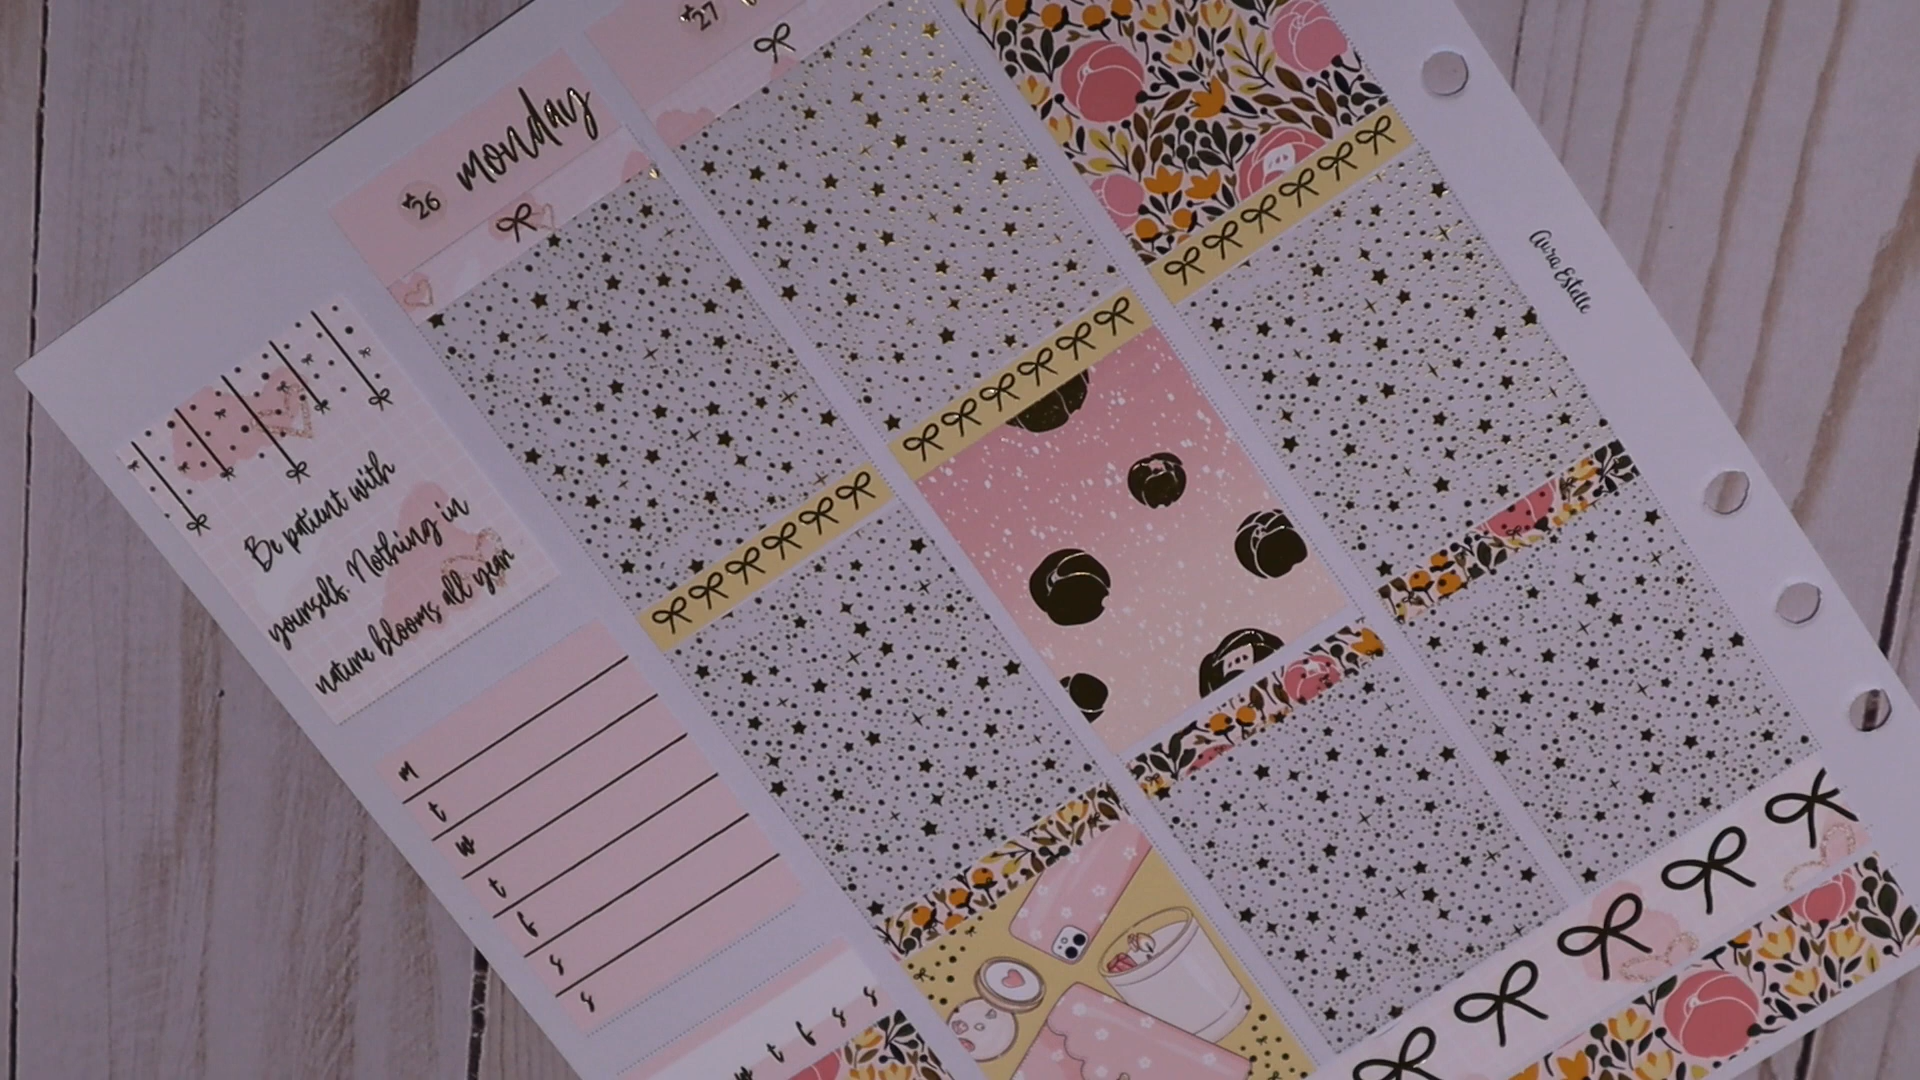 27
26 monday
Be patient with
yourself. Nothing in
nature blooms all year
m
t
w
t
f
s
s
w t f s
Aura Estelle